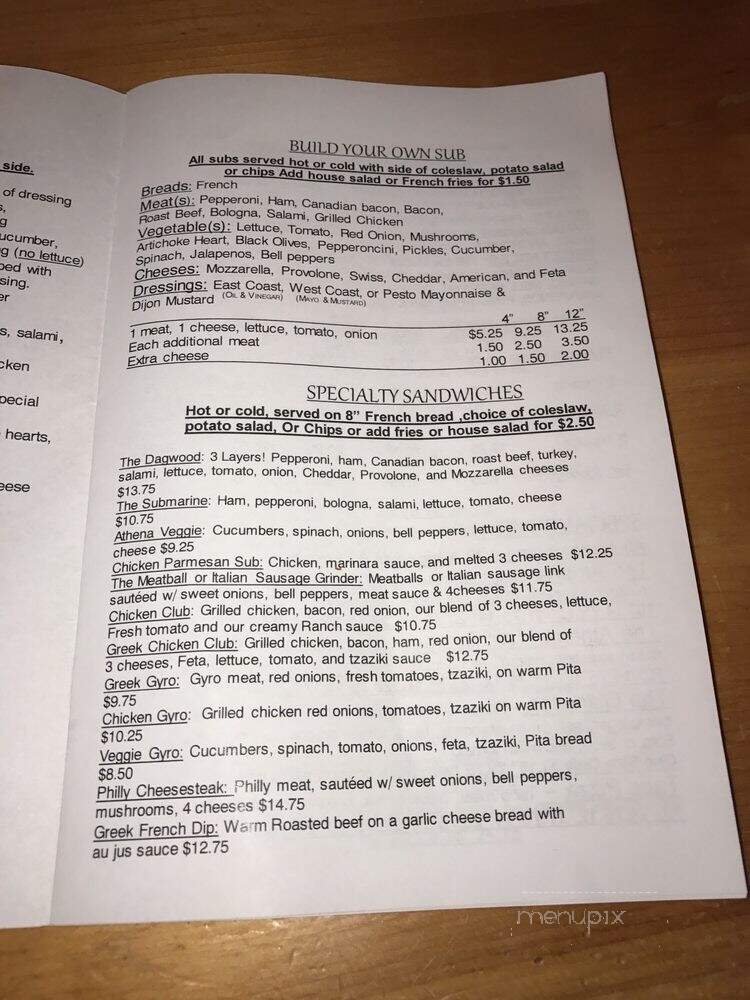 side.
of dressing
s,
g
ucumber,
g (no lettuce)
ped with
sing.
er
s, salami,
cken
pecial
hearts,
eese
BUILD YOUR OWN SUB
All subs served hot or cold with side of coleslaw, potato salad
or chips Add house salad or French fries for $1.50
Breads: French
Meat(s): Pepperoni, Ham, Canadian bacon, Bacon,
Roast Beef, Bologna, Salami, Grilled Chicken
Vegetable(s): Lettuce, Tomato, Red Onion, Mushrooms,
Artichoke Heart, Black Olives, Pepperoncini, Pickles, Cucumber,
Spinach, Jalapenos, Bell peppers
Cheeses: Mozzarella, Provolone, Swiss, Cheddar, American, and Feta
Dressings: East Coast, West Coast, or Pesto Mayonnaise &
Dijon Mustard (Oil & Vinegar) (Mayo & Mustard)
4" 8" 12"
1 meat, 1 cheese, lettuce, tomato, onion $5.25 9.25 13.25
Each additional meat 1.50 2.50 3.50
Extra cheese 1.00 1.50 2.00
SPECIALTY SANDWICHES
Hot or cold, served on 8" French bread ,choice of coleslaw,
potato salad, Or Chips or add fries or house salad for $2.50
The Dagwood: 3 Layers! Pepperoni, ham, Canadian bacon, roast beef, turkey,
salami, lettuce, tomato, onion, Cheddar, Provolone, and Mozzarella cheeses
$13.75
The Submarine: Ham, pepperoni, bologna, salami, lettuce, tomato, cheese
$10.75
Athena Veggie: Cucumbers, spinach, onions, bell peppers, lettuce, tomato,
cheese $9.25
Chicken Parmesan Sub: Chicken, marinara sauce, and melted 3 cheeses $12.25
The Meatball or Italian Sausage Grinder: Meatballs or Italian sausage link
sautéed w/ sweet onions, bell peppers, meat sauce & 4cheeses $11.75
Chicken Club: Grilled chicken, bacon, red onion, our blend of 3 cheeses, lettuce,
Fresh tomato and our creamy Ranch sauce $10.75
Greek Chicken Club: Grilled chicken, bacon, ham, red onion, our blend of
3 cheeses, Feta, lettuce, tomato, and tzaziki sauce $12.75
Greek Gyro: Gyro meat, red onions, fresh tomatoes, tzaziki, on warm Pita
$9.75
Chicken Gyro: Grilled chicken red onions, tomatoes, tzaziki on warm Pita
$10.25
Veggie Gyro: Cucumbers, spinach, tomato, onions, feta, tzaziki, Pita bread
$8.50
Philly Cheesesteak: Philly meat, sautéed w/ sweet onions, bell peppers,
mushrooms, 4 cheeses $14.75
Greek French Dip: Warm Roasted beef on a garlic cheese bread with
au jus sauce $12.75
menupix